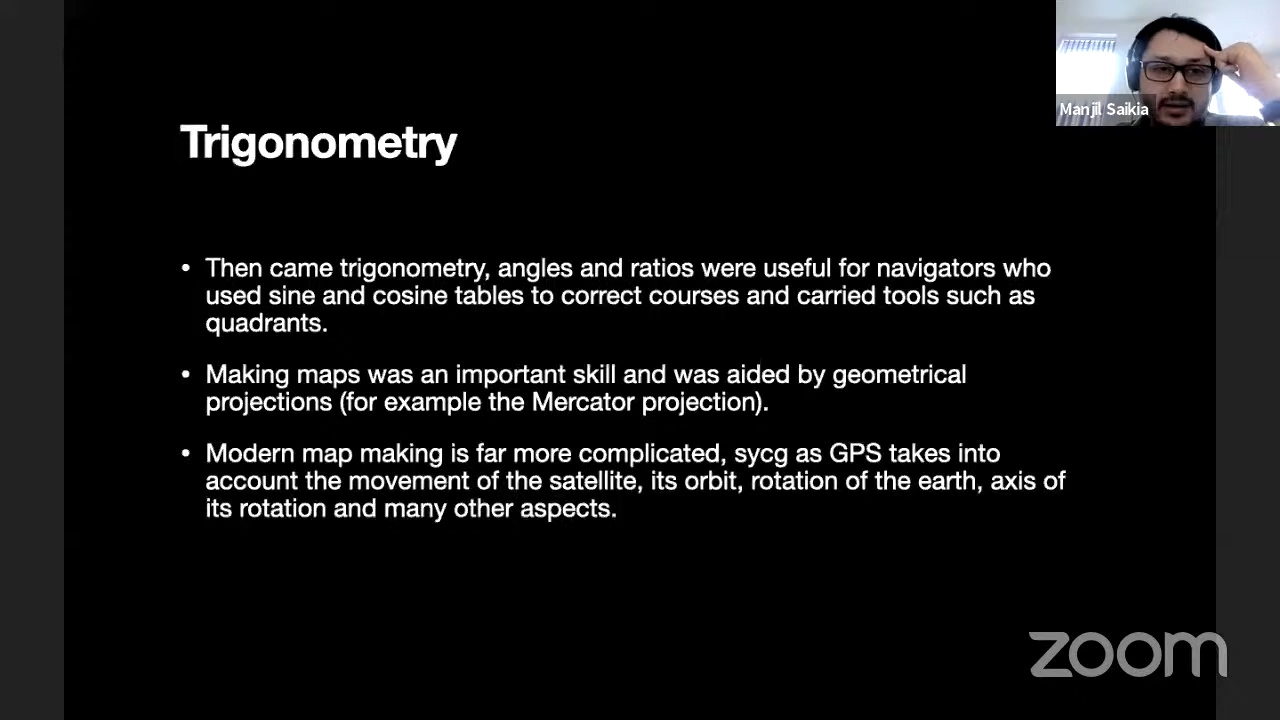 Manjil Saikia
Trigonometry
• Then came trigonometry, angles and ratios were useful for navigators who
used sine and cosine tables to correct courses and carried tools such as
quadrants.
• Making maps was an important skill and was aided by geometrical
projections (for example the Mercator projection).
• Modern map making is far more complicated, sycg as GPS takes into
account the movement of the satellite, its orbit, rotation of the earth, axis of
its rotation and many other aspects.
zoom